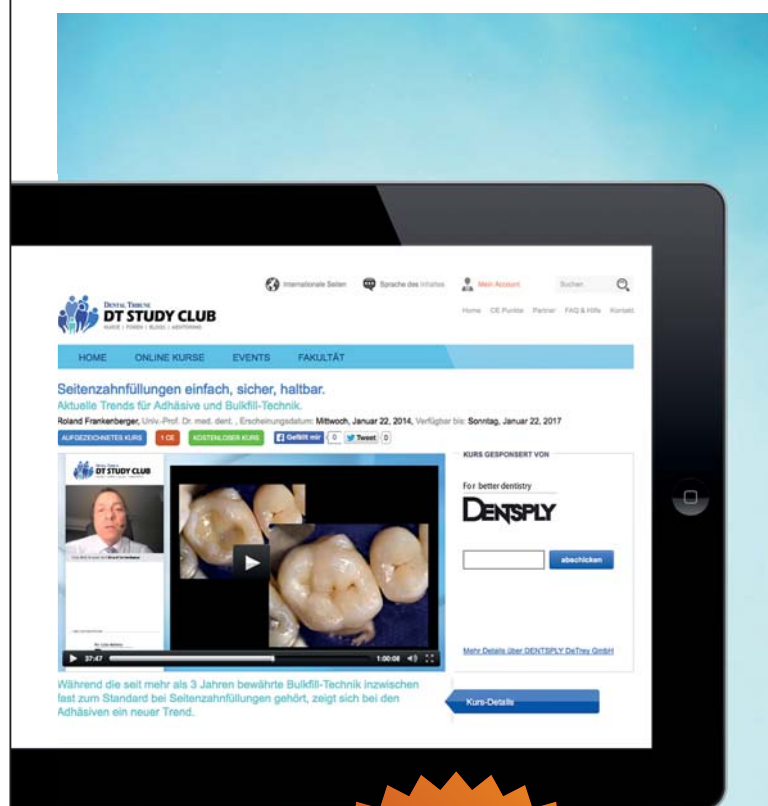 Internationale Seiten Sprache des Inhaltes Mein Account Suchen
DENTAL TRIBUNE
DT STUDY CLUB
Home CE Punkte Partner FAQ & Hilfe Kontakt
HOME ONLINE KURSE EVENTS FAKULTÄT
Seitenzahnfüllungen einfach, sicher, haltbar.
Aktuelle Trends für Adhäsive und Bulkfill-Technik.
Roland Frankenberger, Univ.-Prof. Dr. med. dent. , Erscheinungsdatum: Mittwoch, Januar 22, 2014, Verfügbar bis: Sonntag, Januar 22, 2017
AUFGEZEICHNETES KURS 1 CE KOSTENLOSER KURS Gefällt mir 0 Tweet 0
DT STUDY CLUB
37:47 1:00:08
KURS GESPONSERT VON
For better dentistry
DENTSPLY
abschicken
Mehr Details über DENTSPLY DeTrey GmbH
Während die seit mehr als 3 Jahren bewährte Bulkfill-Technik inzwischen
fast zum Standard bei Seitenzahnfüllungen gehört, zeigt sich bei den
Adhäsiven ein neuer Trend.
Kurs-Details